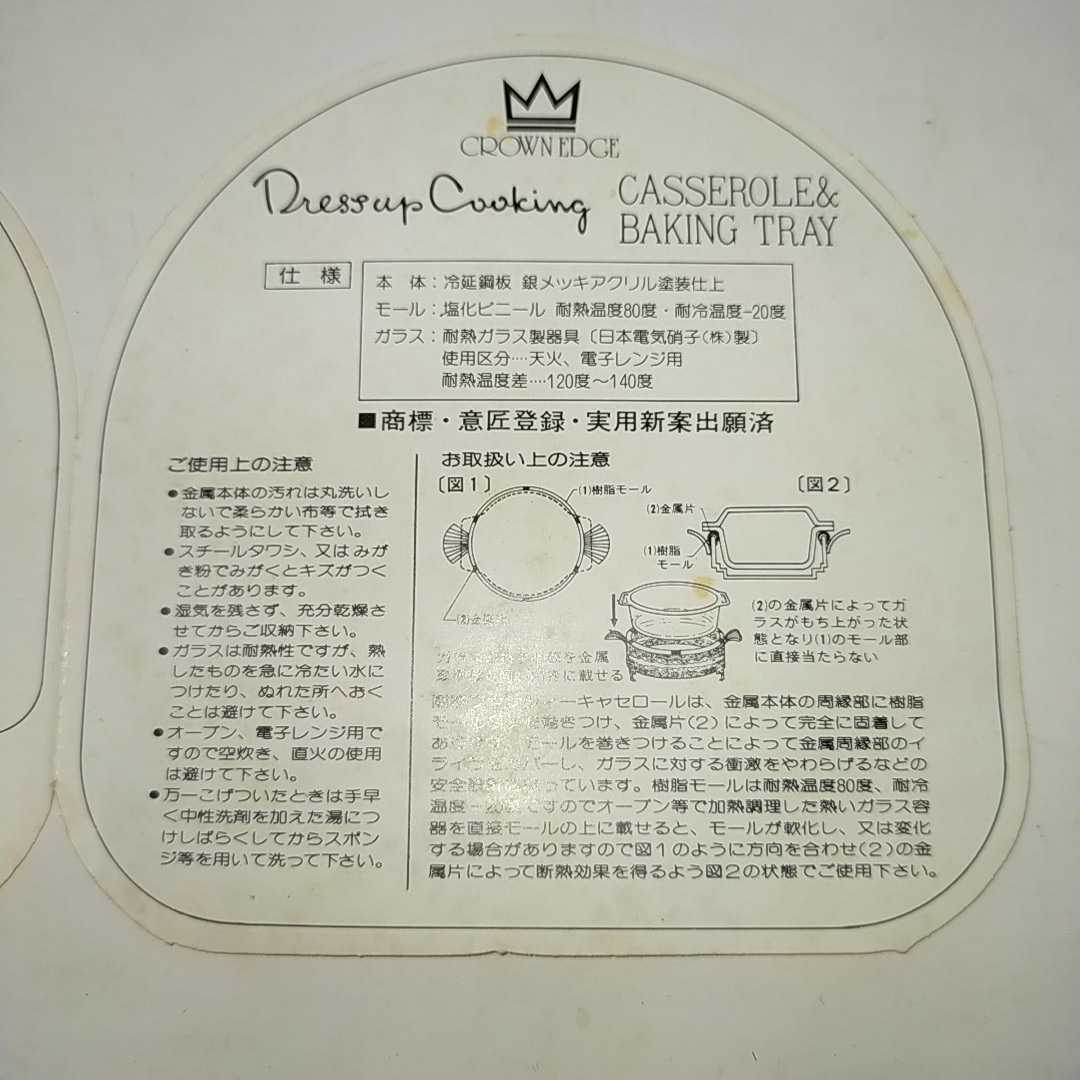 CROWN EDGE
Dressup Cooking
CASSEROLE&
BAKING TRAY
仕 様
本 体：冷延鋼板 銀メッキアクリル塗装仕上
モール：塩化ビニール 耐熱温度80度・耐冷温度-20度
ガラス：耐熱ガラス製器具〔日本電気硝子(株)製〕
使用区分‥‥天火、電子レンジ用
耐熱温度差‥‥120度〜140度
■商標・意匠登録・実用新案出願済
ご使用上の注意
●金属本体の汚れは丸洗いし
ないで柔らかい布等で拭き
取るようにして下さい。
●スチールタワシ、又はみが
き粉でみがくとキズがつく
ことがあります。
●湿気を残さず、充分乾燥さ
せてからご収納下さい。
●ガラスは耐熱性ですが、熱
したものを急に冷たい水に
つけたり、ぬれた所へおく
ことは避けて下さい。
●オーブン、電子レンジ用で
すので空炊き、直火の使用
は避けて下さい。
●万一こげついたときは手早
く中性洗剤を加えた湯につ
けしばらくしてからスポン
ジ等を用いて洗って下さい。
お取扱い上の注意
〔図1〕
(1)樹脂モール
(2)金属片
〔図2〕
(2)金属片
(1)樹脂
モール
(2)の金属片によってガ
ラスがもち上がった状
態となり(1)のモール部
に直接当たらない
を金属
に載せる
ーキャセロールは、金属本体の周縁部に樹脂
モー きつけ、金属片(2)によって完全に固着して
あ ールを巻きつけることによって金属周縁部のイ
ーし、ガラスに対する衝激をやわらげるなどの
安全 っています。樹脂モールは耐熱温度80度、耐冷
温度-20度ですのでオーブン等で加熱調理した熱いガラス容
器を直接モールの上に載せると、モールが軟化し、又は変化
する場合がありますので図1のように方向を合わせ(2)の金
属片によって断熱効果を得るよう図2の状態でご使用下さい。